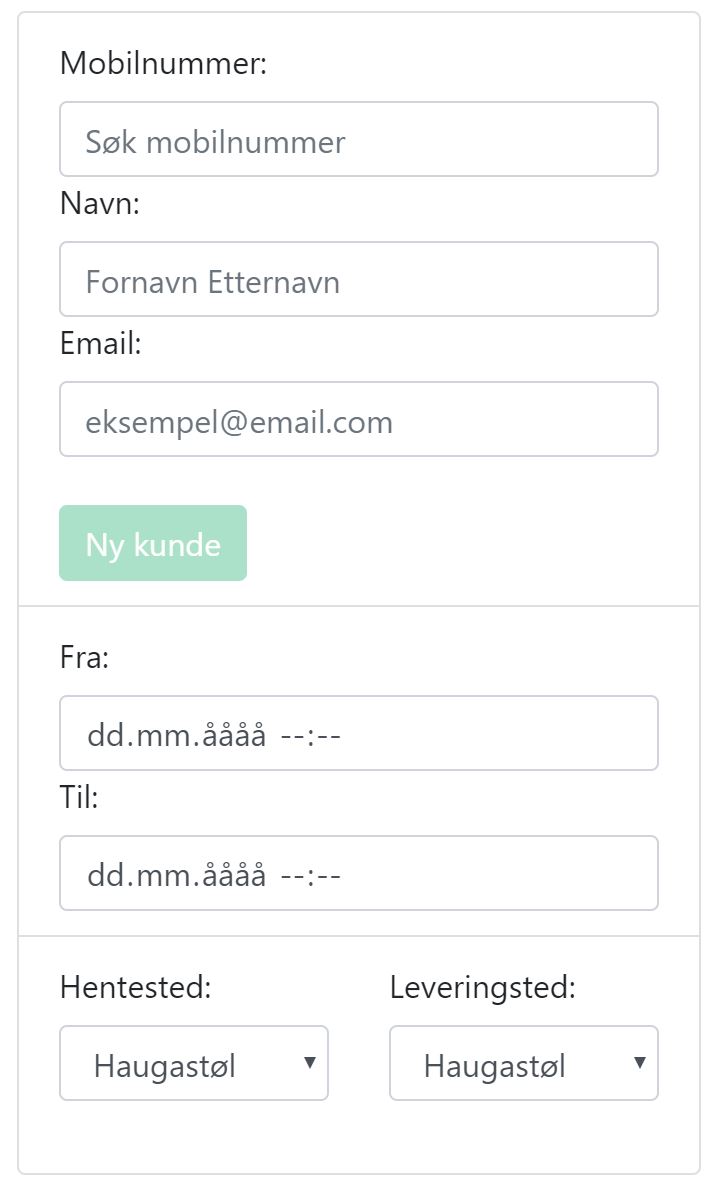 Mobilnummer:
Søk mobilnummer
Navn:
Fornavn Etternavn
Email:
eksempel@email.com
Ny kunde
Fra:
dd.mm.åååå --:--
Til:
dd.mm.åååå --:--
Hentested: Leveringsted:
Haugastøl Haugastøl